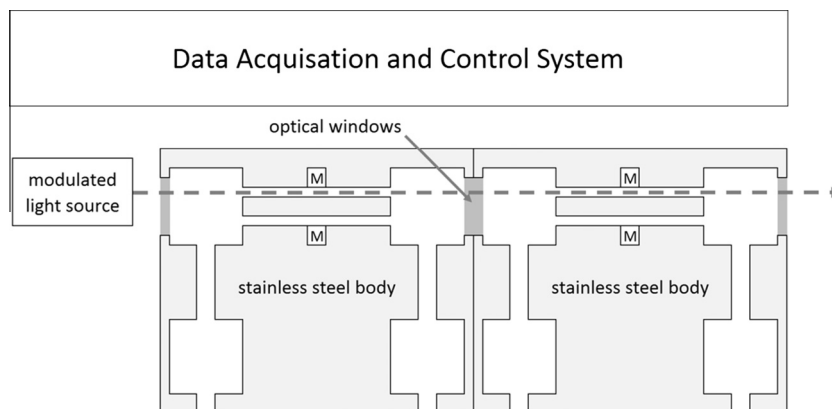 Data Acquisation and Control System
optical windows
modulated
light source
M
M
M
M
stainless steel body
stainless steel body